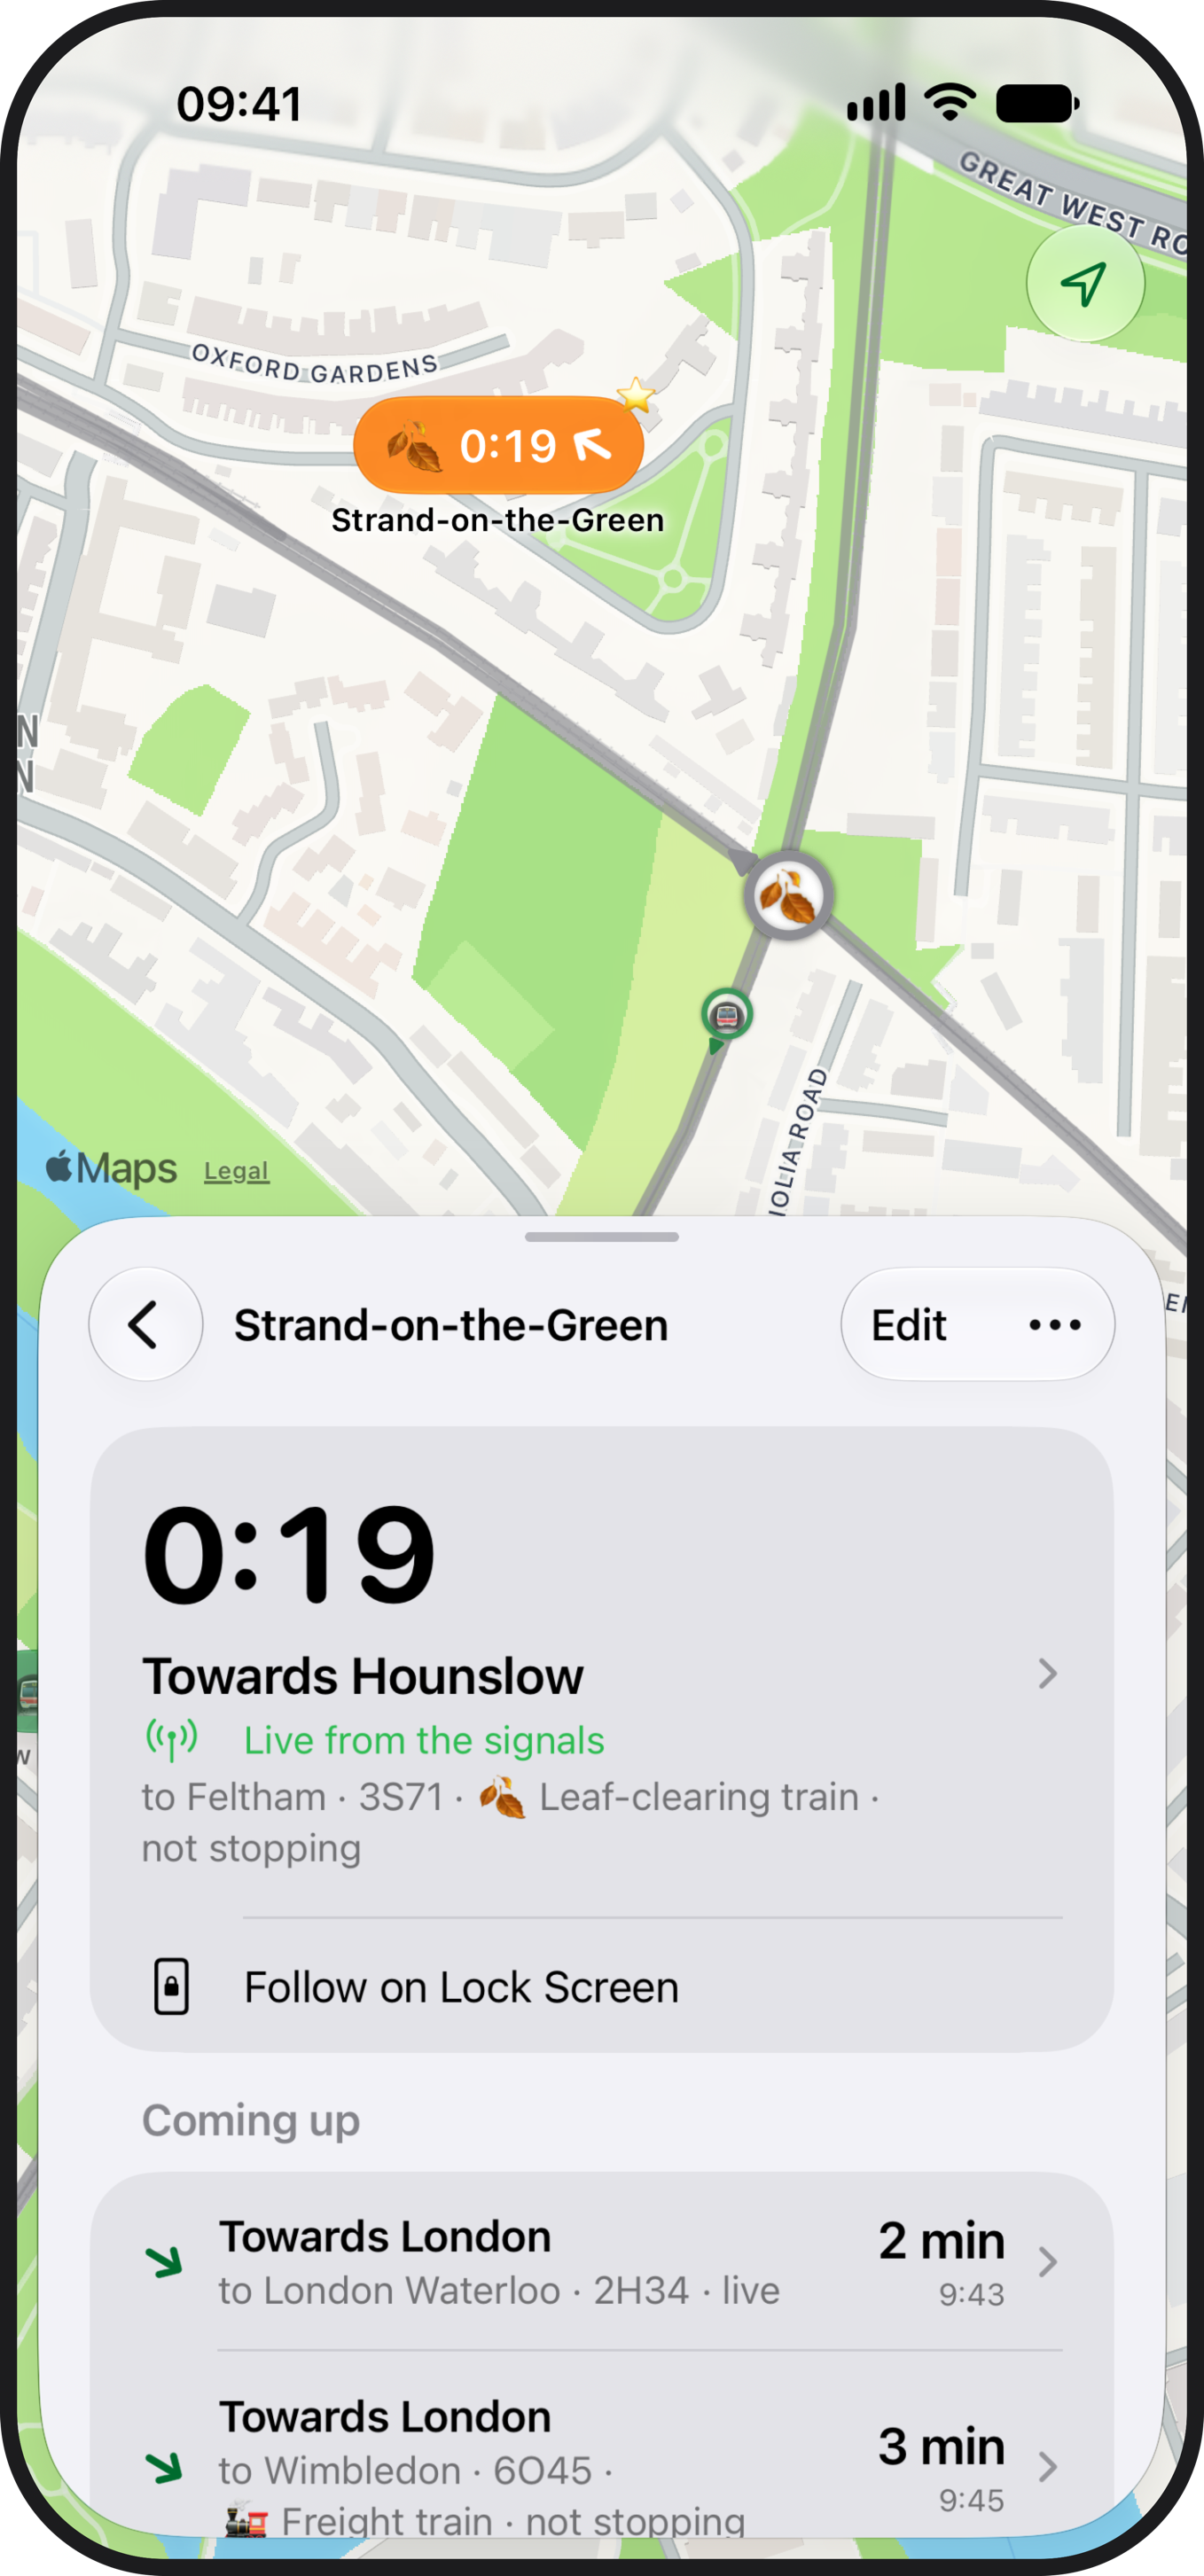 09:41
GREAT WEST RO
OXFORD GARDENS
0:19
Strand-on-the-Green
N
N
IOLIA ROAD
Maps Legal
Strand-on-the-Green
Edit
0:19
Towards Hounslow
Live from the signals
to Feltham · 3S71 · 🍂 Leaf-clearing train ·
not stopping
Follow on Lock Screen
Coming up
Towards London
2 min
to London Waterloo · 2H34 · live
9:43
Towards London
3 min
to Wimbledon · 6O45 ·
9:45
🚂 Freight train · not stopping